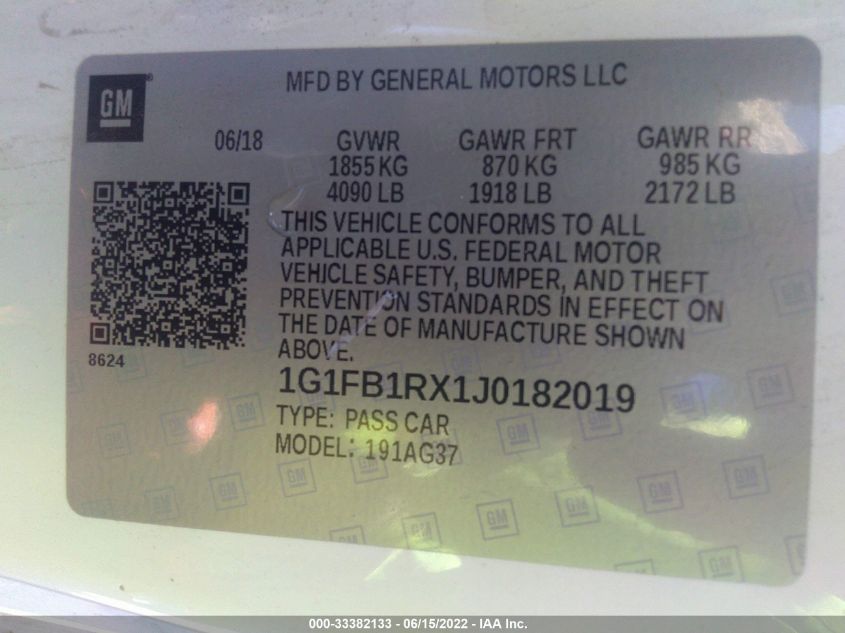 MFD BY GENERAL MOTORS LLC
GM®
06/18 GVWR GAWR FRT GAWR RR
1855 KG 870 KG 985 KG
4090 LB 1918 LB 2172 LB
THIS VEHICLE CONFORMS TO ALL
APPLICABLE U.S. FEDERAL MOTOR
VEHICLE SAFETY, BUMPER, AND THEFT
PREVENTION STANDARDS IN EFFECT ON
THE DATE OF MANUFACTURE SHOWN
ABOVE.
8624
1G1FB1RX1J0182019
TYPE: PASS CAR
MODEL: 191AG37
000-33382133 - 06/15/2022 - IAA Inc.